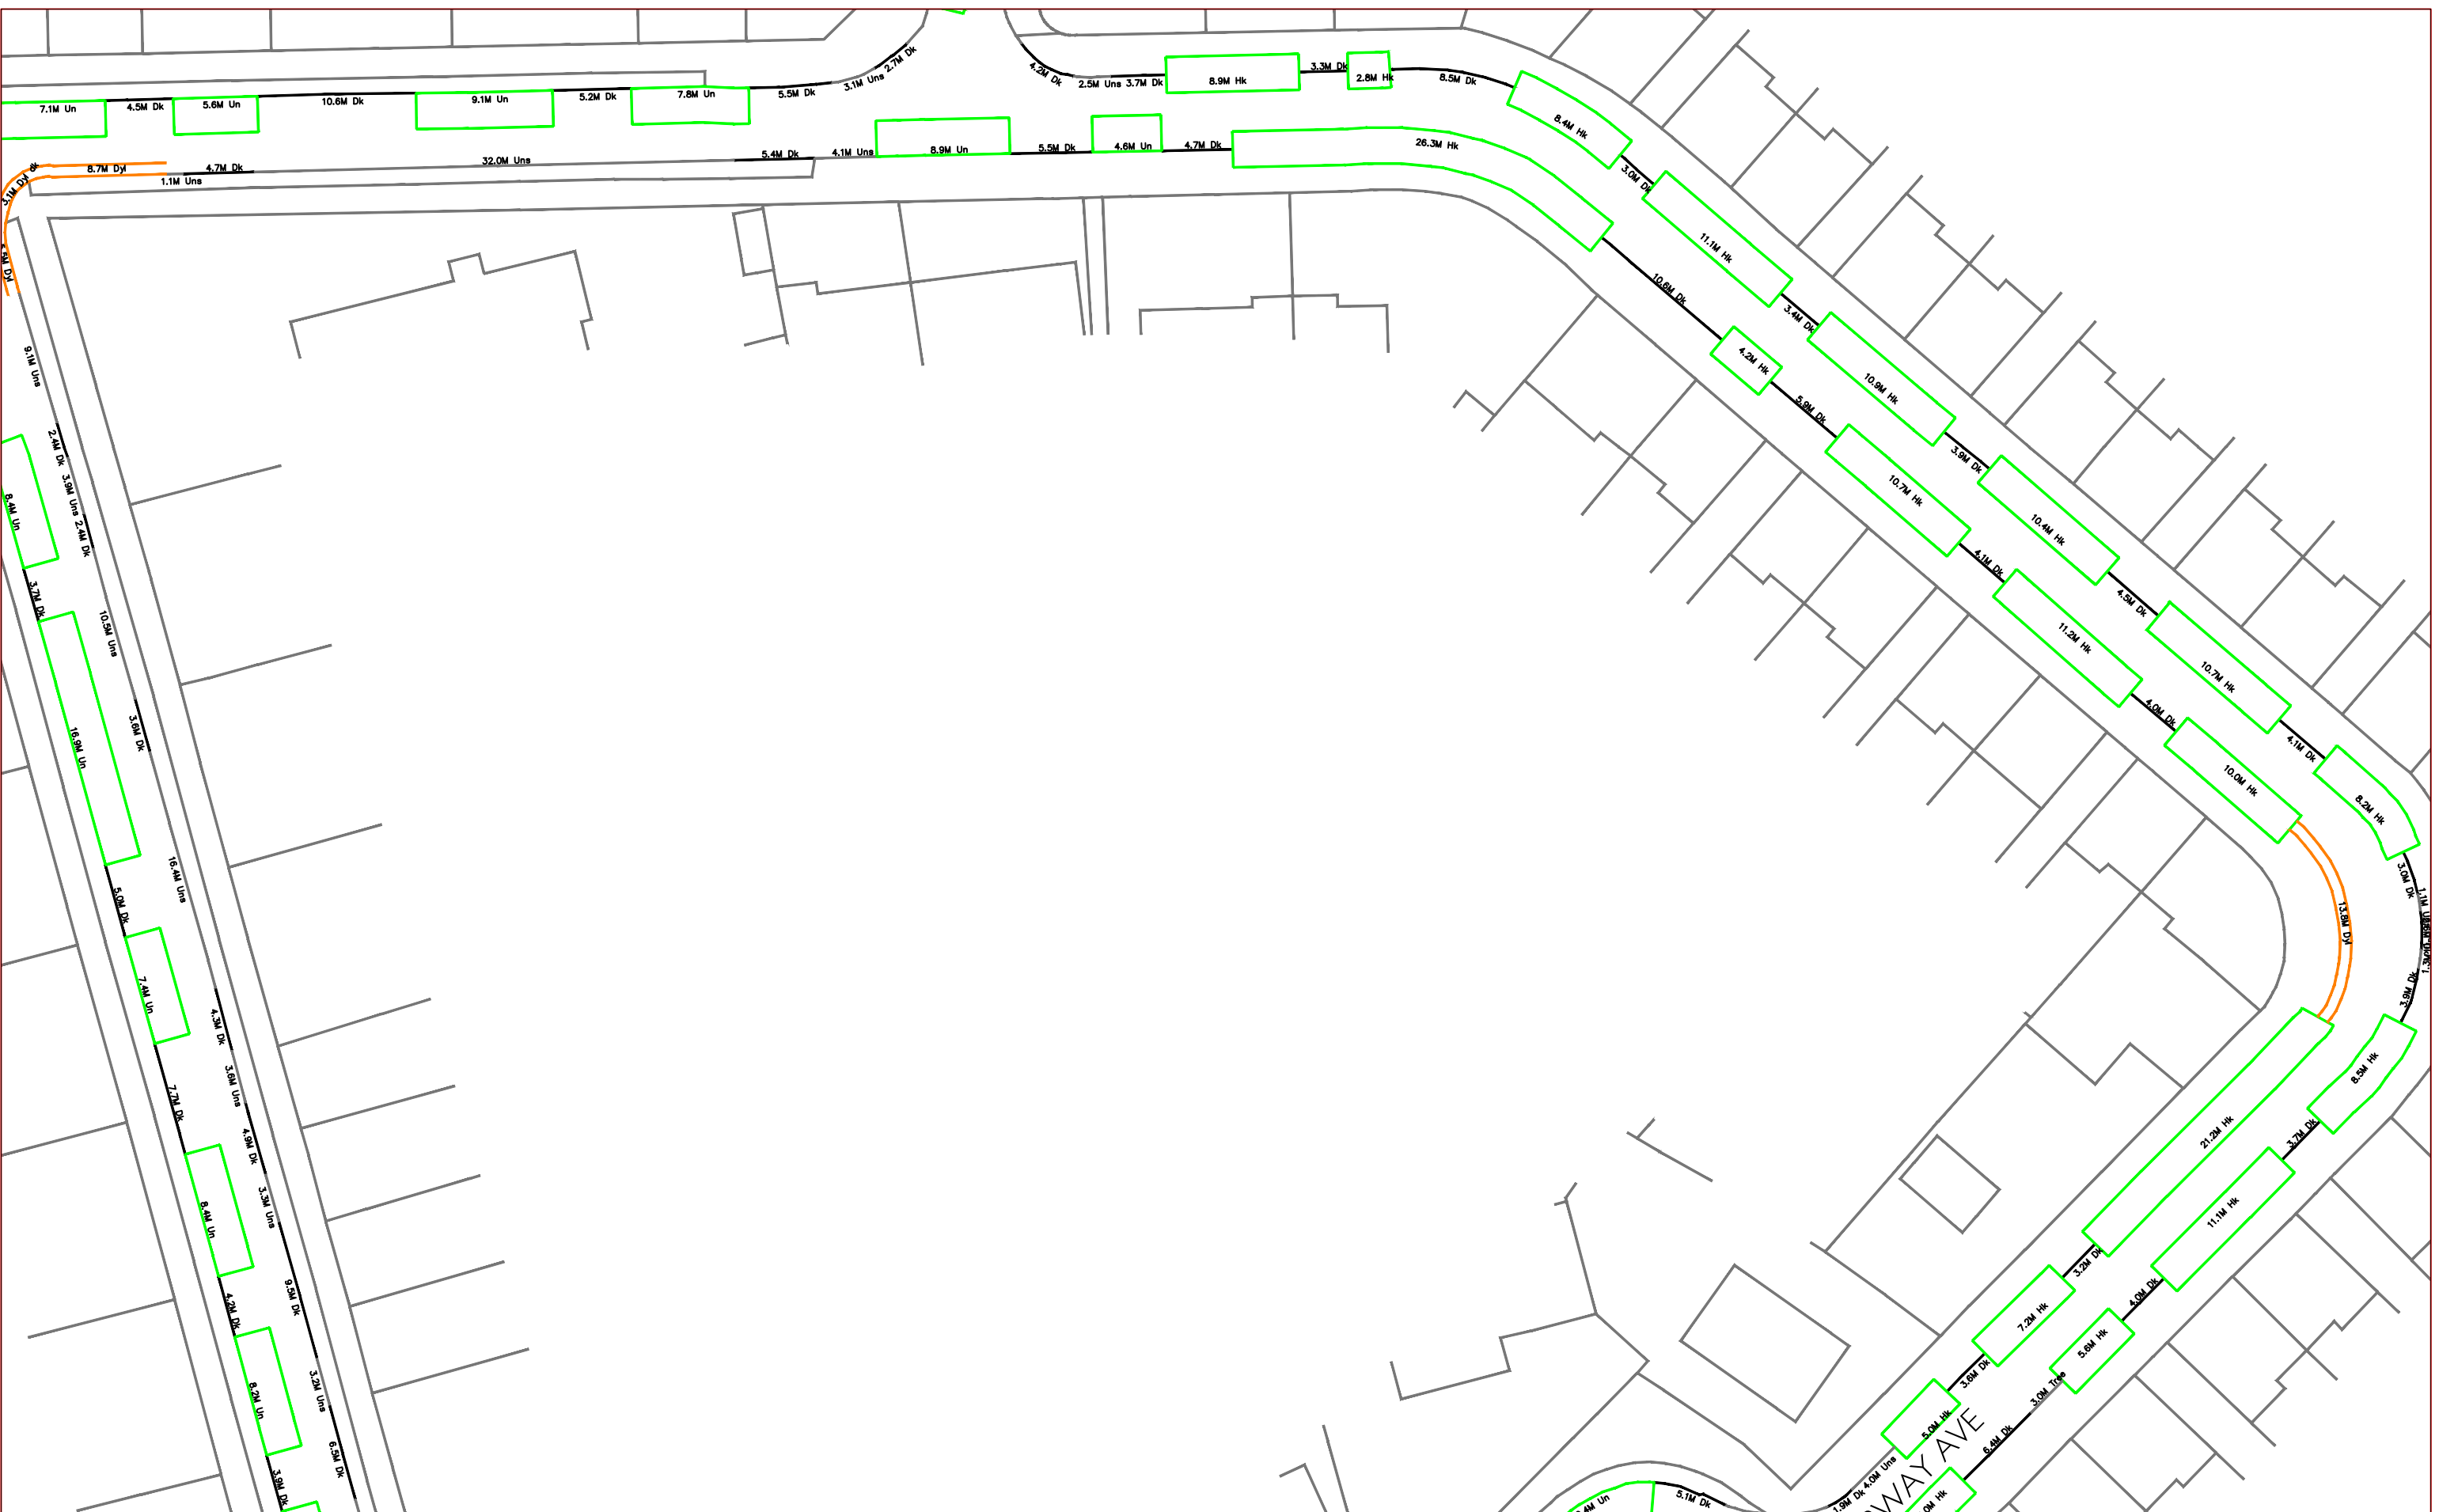 2.7M Dk
3.1M Uns
4.2M Dk
3.3M Dk
2.8M Hk
8.5M Dk
8.9M Hk
2.5M Uns
3.7M Dk
7.1M Un
4.5M Dk
5.6M Un
10.6M Dk
9.1M Un
5.2M Dk
7.8M Un
5.5M Dk
8.4M Hk
32.0M Uns
5.4M Dk
4.1M Uns
8.9M Un
5.5M Dk
4.6M Un
4.7M Dk
26.3M Hk
3.1M Dyl
dk
8.7M Dyl
4.7M Dk
1.1M Uns
3.0M Dk
11.1M Hk
10.6M Dk
3.4M Dk
9.1M Uns
4.2M Hk
10.9M Hk
5.9M Dk
2.4M Dk
3.9M Uns
2.4M Dk
3.9M Dk
10.7M Hk
8.4M Un
10.4M Hk
4.1M Dk
3.7M Dk
4.5M Dk
10.5M Uns
11.2M Hk
10.7M Hk
4.0M Dk
3.6M Dk
16.9M Un
4.1M Dk
10.0M Hk
8.2M Hk
16.4M Uns
5.0M Dk
3.0M Dk
13.8M Dyl
3.9M Dk
7.4M Un
4.3M Dk
8.5M Hk
3.6M Uns
7.7M Dk
21.2M Hk
3.7M Dk
4.9M Dk
3.3M Uns
8.4M Un
11.1M Hk
3.2M Dk
4.0M Dk
9.5M Dk
4.2M Dk
7.2M Hk
5.6M Hk
3.6M Dk
3.0M Tree
3.2M Uns
8.2M Un
5.0M Hk
6.4M Dk
WAY AVE
6.5M Dk
3.9M Dk
4.0M Uns
1.9M Dk
5.1M Dk